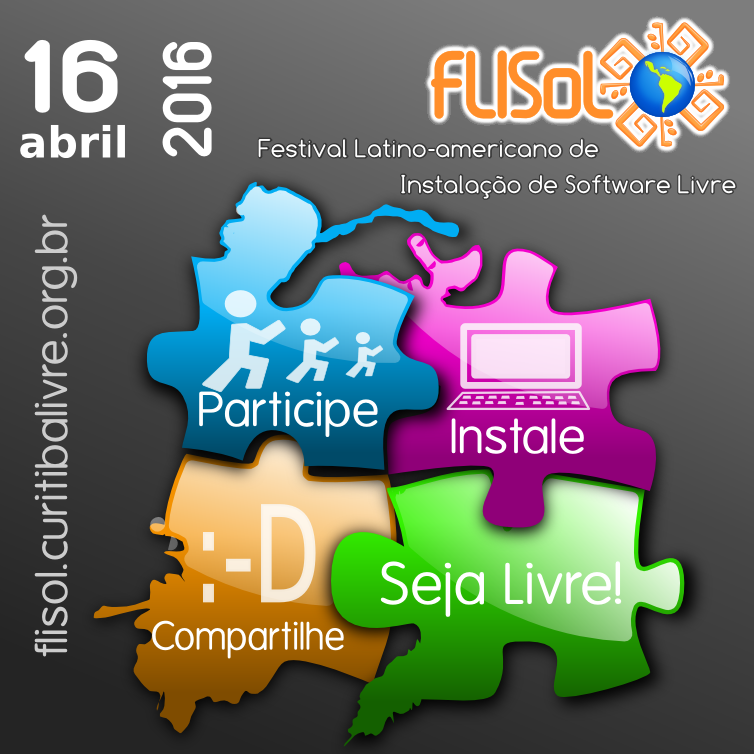 16
abril
2016
FLISoL
Festival Latino-americano de
Instalação de Software Livre
flisol.curitibalivre.org.br
Participe
Instale
:-D
Compartilhe
Seja Livre!